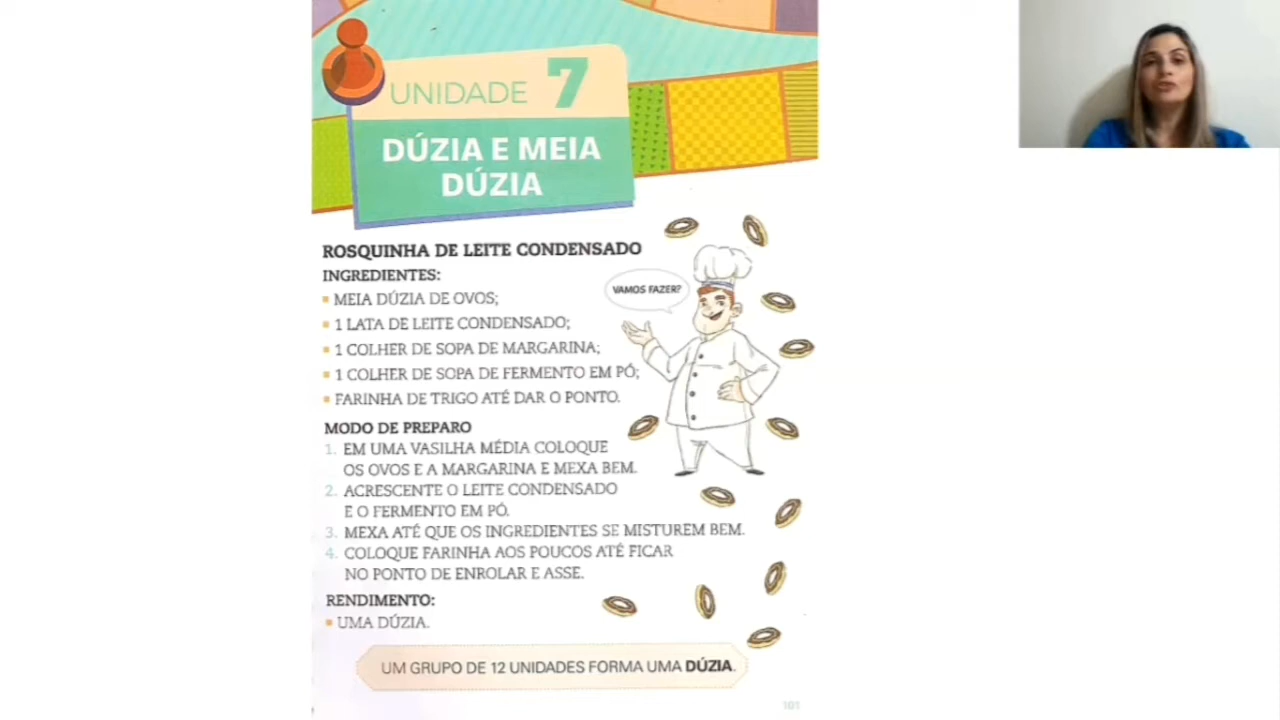 UNIDADE 7
DÚZIA E MEIA
DÚZIA
ROSQUINHA DE LEITE CONDENSADO
INGREDIENTES:
▪ MEIA DÚZIA DE OVOS;
▪ 1 LATA DE LEITE CONDENSADO;
▪ 1 COLHER DE SOPA DE MARGARINA;
▪ 1 COLHER DE SOPA DE FERMENTO EM PÓ;
▪ FARINHA DE TRIGO ATÉ DAR O PONTO.
VAMOS FAZER?
MODO DE PREPARO
1. EM UMA VASILHA MÉDIA COLOQUE
OS OVOS E A MARGARINA E MEXA BEM.
2. ACRESCENTE O LEITE CONDENSADO
E O FERMENTO EM PÓ.
3. MEXA ATÉ QUE OS INGREDIENTES SE MISTUREM BEM.
4. COLOQUE FARINHA AOS POUCOS ATÉ FICAR
NO PONTO DE ENROLAR E ASSE.
RENDIMENTO:
▪ UMA DÚZIA.
UM GRUPO DE 12 UNIDADES FORMA UMA DÚZIA.
101